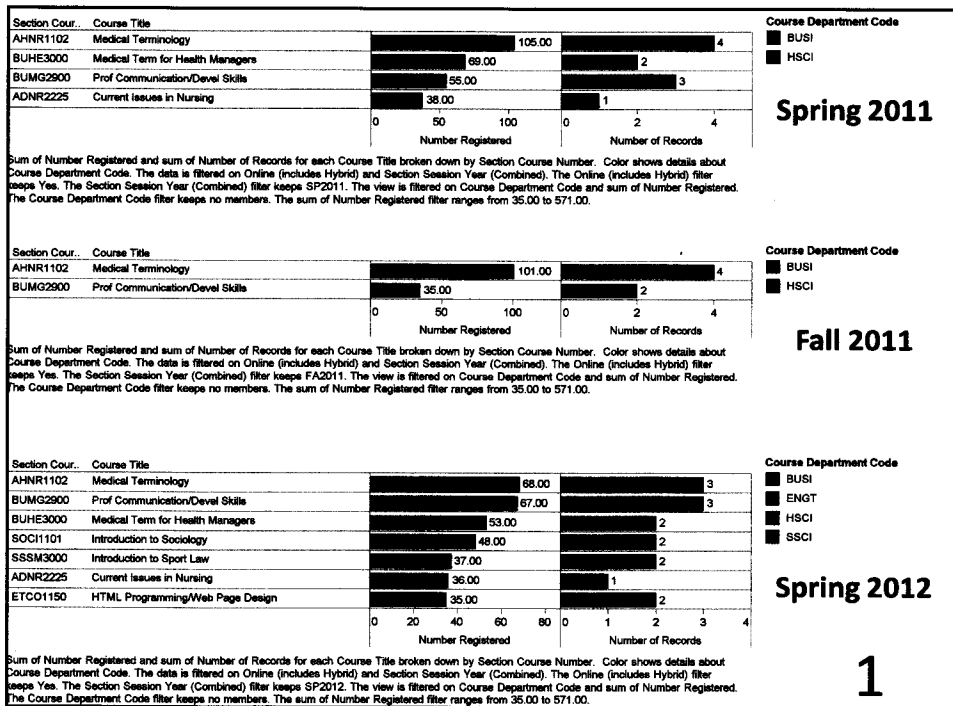 Section Cour.. Course Title
AHNR1102 Medical Terminology 105.00 4
BUHE3000 Medical Term for Health Managers 69.00 2
BUMG2900 Prof Communication/Devel Skills 55.00 3
ADNR2225 Current Issues in Nursing 38.00 1
0 50 100 0 2 4
Number Registered Number of Records
Course Department Code
BUSI
HSCI
Spring 2011
Sum of Number Registered and sum of Number of Records for each Course Title broken down by Section Course Number. Color shows details about
Course Department Code. The data is filtered on Online (includes Hybrid) and Section Session Year (Combined). The Online (includes Hybrid) filter
keeps Yes. The Section Session Year (Combined) filter keeps SP2011. The view is filtered on Course Department Code and sum of Number Registered.
The Course Department Code filter keeps no members. The sum of Number Registered filter ranges from 35.00 to 571.00.
Section Cour.. Course Title
AHNR1102 Medical Terminology 101.00 4
BUMG2900 Prof Communication/Devel Skills 35.00 2
0 50 100 0 2 4
Number Registered Number of Records
Course Department Code
BUSI
HSCI
Fall 2011
Sum of Number Registered and sum of Number of Records for each Course Title broken down by Section Course Number. Color shows details about
Course Department Code. The data is filtered on Online (includes Hybrid) and Section Session Year (Combined). The Online (includes Hybrid) filter
keeps Yes. The Section Session Year (Combined) filter keeps FA2011. The view is filtered on Course Department Code and sum of Number Registered.
The Course Department Code filter keeps no members. The sum of Number Registered filter ranges from 35.00 to 571.00.
Section Cour.. Course Title
AHNR1102 Medical Terminology 68.00 3
BUMG2900 Prof Communication/Devel Skills 67.00 3
BUHE3000 Medical Term for Health Managers 53.00 2
SOCI1101 Introduction to Sociology 48.00 2
SSSM3000 Introduction to Sport Law 37.00 2
ADNR2225 Current Issues in Nursing 36.00 1
ETCO1150 HTML Programming/Web Page Design 35.00 2
0 20 40 60 80 0 1 2 3 4
Number Registered Number of Records
Course Department Code
BUSI
ENGT
HSCI
SSCI
Spring 2012
Sum of Number Registered and sum of Number of Records for each Course Title broken down by Section Course Number. Color shows details about
Course Department Code. The data is filtered on Online (includes Hybrid) and Section Session Year (Combined). The Online (includes Hybrid) filter
keeps Yes. The Section Session Year (Combined) filter keeps SP2012. The view is filtered on Course Department Code and sum of Number Registered.
The Course Department Code filter keeps no members. The sum of Number Registered filter ranges from 35.00 to 571.00.
1